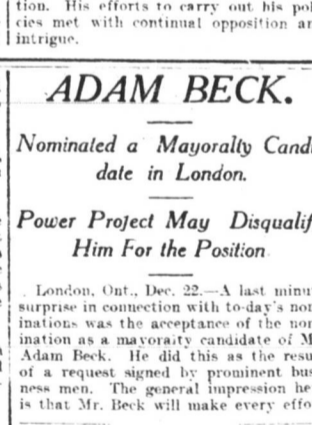 tion. His efforts to carry out his pol
cies met with continual opposition an
intrigue.
ADAM BECK.
Nominated a Mayoralty Candi
date in London.
Power Project May Disqualif
Him For the Position
London, Ont., Dec. 22.—A last minut
surprise in connection with to-day's nom
inations was the acceptance of the nom
ination as a mayoralty candidate of M
Adam Beck. He did this as the resu
of a request signed by prominent bus
ness men. The general impression he
is that Mr. Beck will make every effo